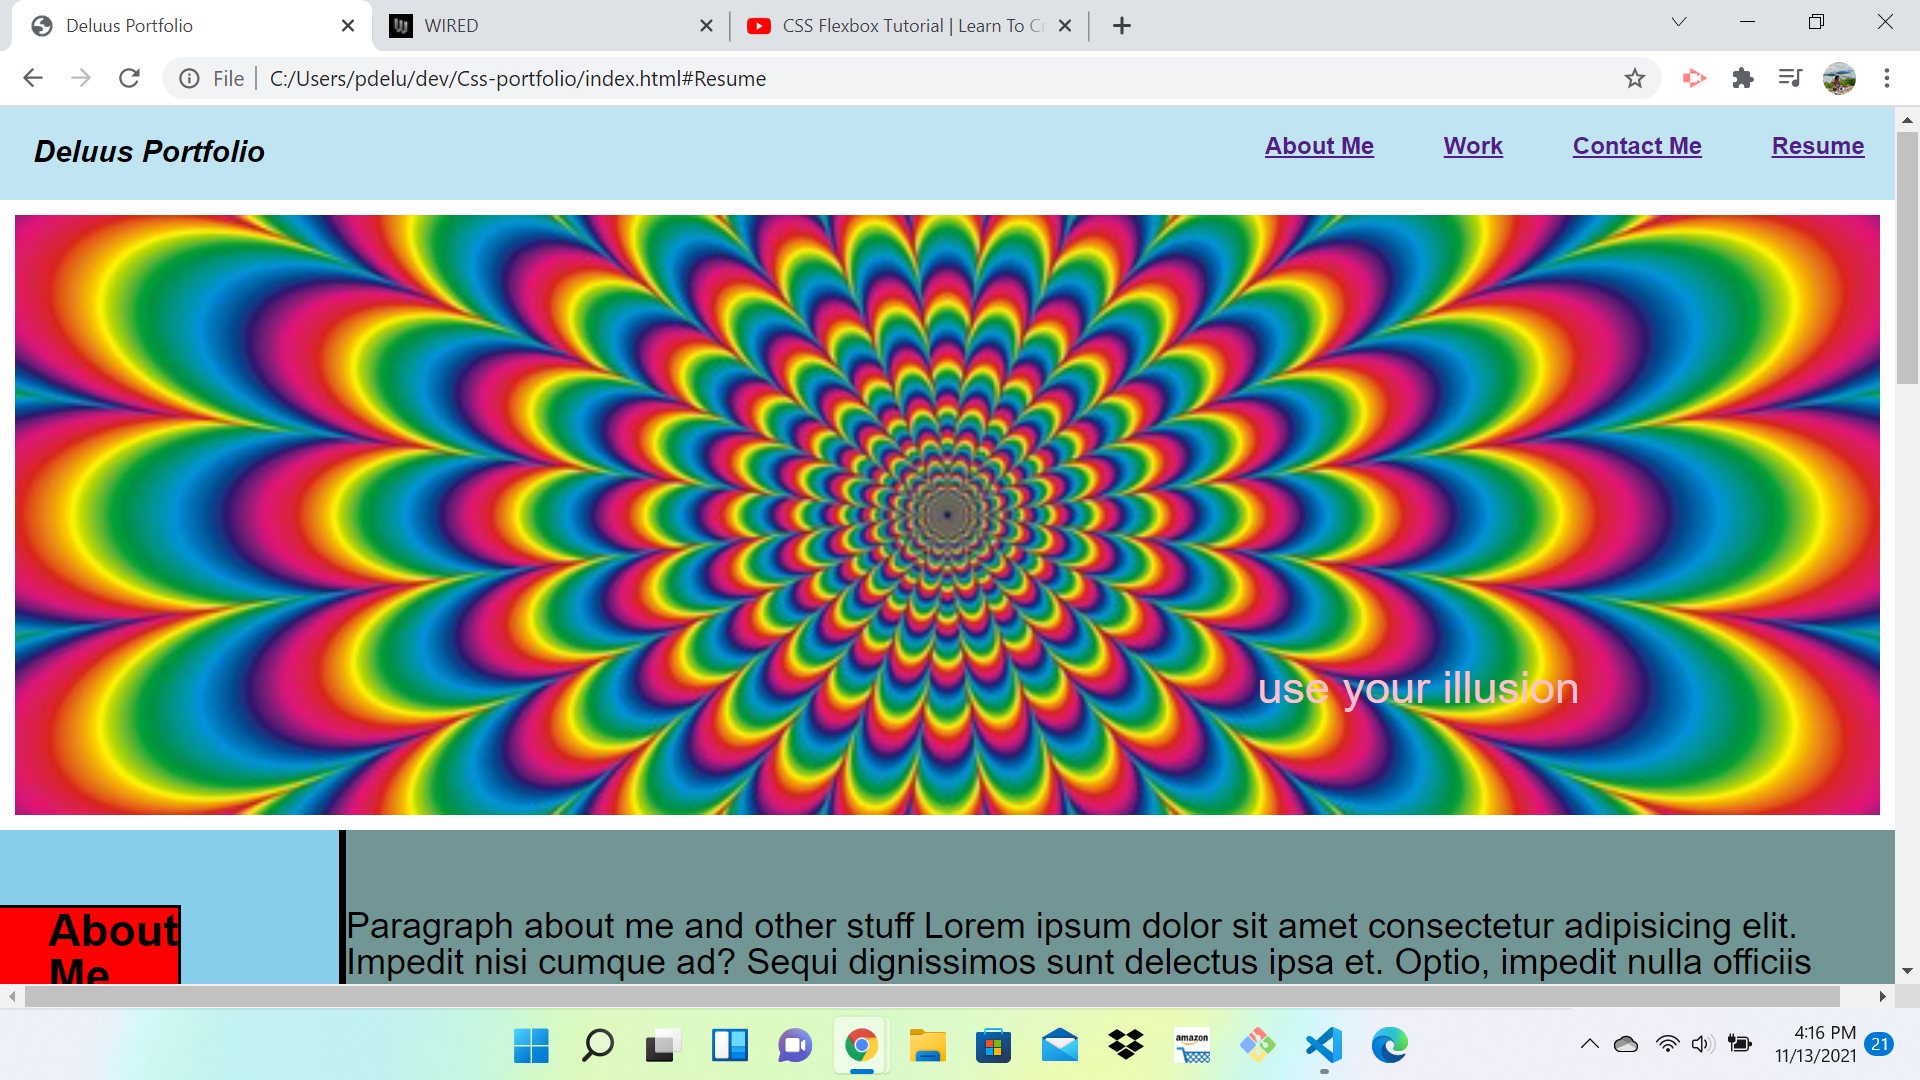 Deluus Portfolio
WIRED
CSS Flexbox Tutorial | Learn To C
File
C:/Users/pdelu/dev/Css-portfolio/index.html#Resume
Deluus Portfolio
About Me
Work
Contact Me
Resume
use your illusion
About
Me
Paragraph about me and other stuff Lorem ipsum dolor sit amet consectetur adipisicing elit.
Impedit nisi cumque ad? Sequi dignissimos sunt delectus ipsa et. Optio, impedit nulla officiis
amazon
4:16 PM
11/13/2021
21